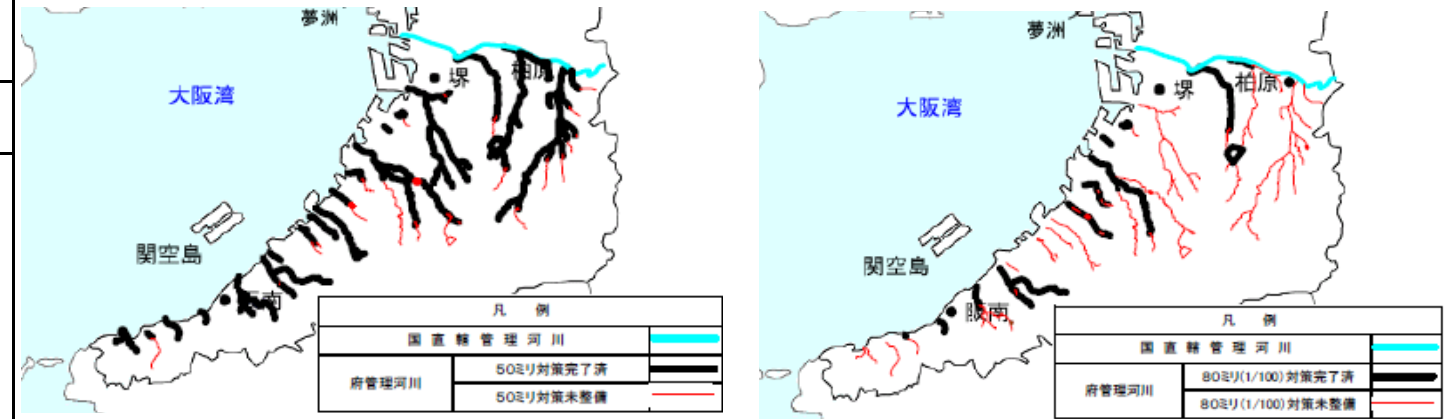 夢洲
堺
柏原
大阪湾
関空島
阪南
凡 例
国 直 轄 管 理 河 川
府管理河川
50ミリ対策完了済
50ミリ対策未整備
夢洲
堺
柏原
大阪湾
関空島
阪南
凡 例
国 直 轄 管 理 河 川
府管理河川
80ミリ(1/100)対策完了済
80ミリ(1/100)対策未整備